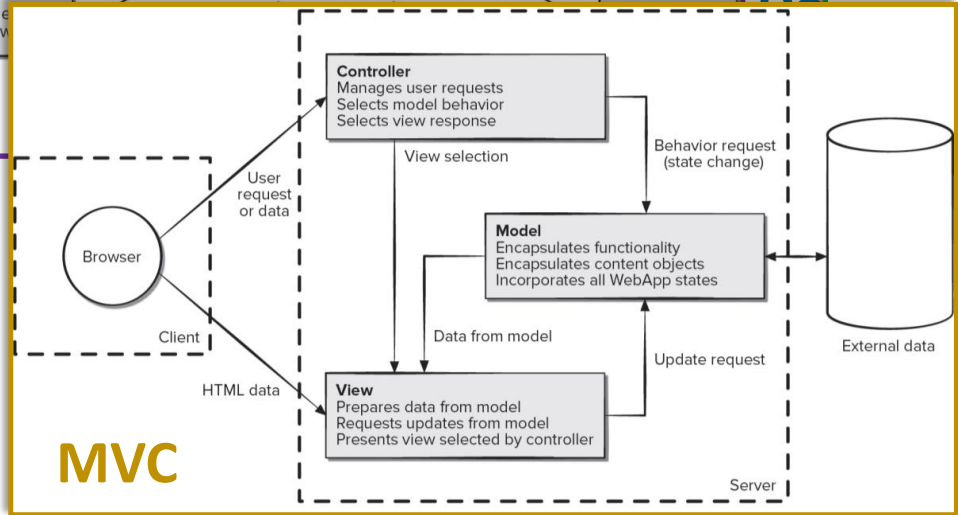 Controller
Manages user requests
Selects model behavior
Selects view response
View selection
Behavior request
(state change)
User
request
or data
Browser
Client
Model
Encapsulates functionality
Encapsulates content objects
Incorporates all WebApp states
Data from model
Update request
External data
HTML data
View
Prepares data from model
Requests updates from model
Presents view selected by controller
MVC
Server